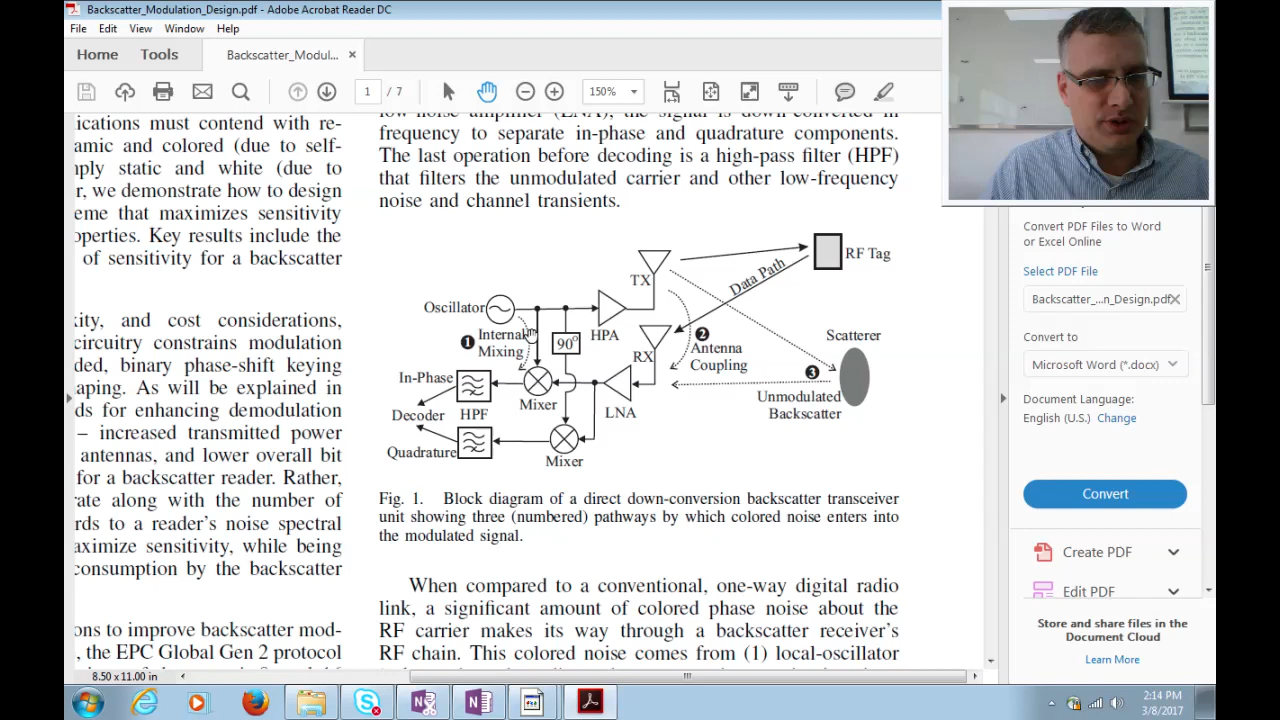 Backscatter_Modulation_Design.pdf - Adobe Acrobat Reader DC
File Edit View Window Help
Home Tools Backscatter_Modul... ×
1 / 7 150%
ications must contend with re-
amic and colored (due to self-
ply static and white (due to
r, we demonstrate how to design
eme that maximizes sensitivity
operties. Key results include the
of sensitivity for a backscatter
xity, and cost considerations,
circuitry constrains modulation
ded, binary phase-shift keying
aping. As will be explained in
ds for enhancing demodulation
– increased transmitted power
antennas, and lower overall bit
for a backscatter reader. Rather,
rate along with the number of
rds to a reader's noise spectral
aximize sensitivity, while being
consumption by the backscatter
ons to improve backscatter mod-
, the EPC Global Gen 2 protocol
low noise amplifier (LNA), the signal is down-converted in
frequency to separate in-phase and quadrature components.
The last operation before decoding is a high-pass filter (HPF)
that filters the unmodulated carrier and other low-frequency
noise and channel transients.
RF Tag
TX
Data Path
Oscillator
HPA
1 Internal
Mixing
90°
RX
2
Antenna
Coupling
Scatterer
3
In-Phase
Mixer
LNA
Unmodulated
Backscatter
Decoder HPF
Quadrature
Mixer
Fig. 1. Block diagram of a direct down-conversion backscatter transceiver
unit showing three (numbered) pathways by which colored noise enters into
the modulated signal.
When compared to a conventional, one-way digital radio
link, a significant amount of colored phase noise about the
RF carrier makes its way through a backscatter receiver's
RF chain. This colored noise comes from (1) local-oscillator
8.50 x 11.00 in
Convert PDF Files to Word
or Excel Online
Select PDF File
Backscatter_...n_Design.pdf ×
Convert to
Microsoft Word (*.docx)
Document Language:
English (U.S.) Change
Convert
Create PDF
Edit PDF
Store and share files in the
Document Cloud
Learn More
2:14 PM
3/8/2017